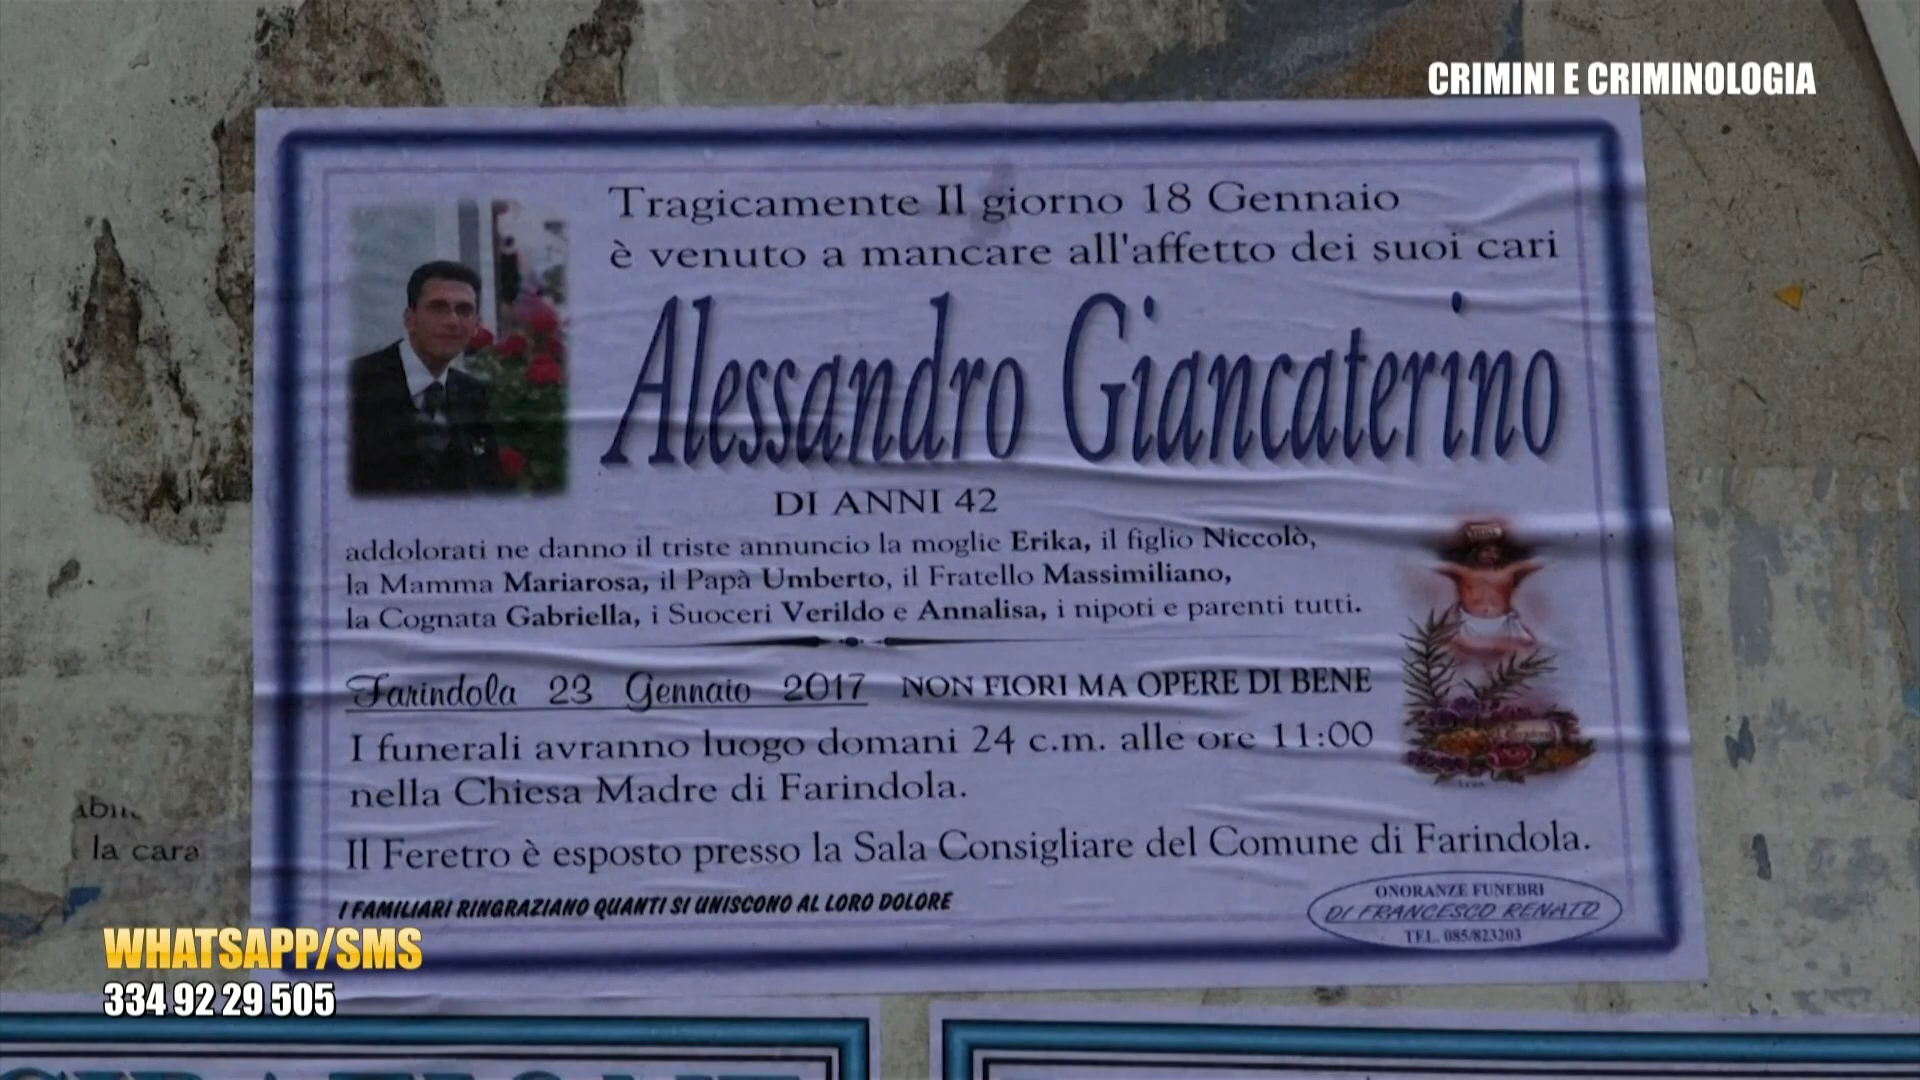 CRIMINI E CRIMINOLOGIA
Tragicamente Il giorno 18 Gennaio
è venuto a mancare all'affetto dei suoi cari
Alessandro Giancaterino
DI ANNI 42
addolorati ne danno il triste annuncio la moglie Erika, il figlio Niccolò,
la Mamma Mariarosa, il Papà Umberto, il Fratello Massimiliano,
la Cognata Gabriella, i Suoceri Verildo e Annalisa, i nipoti e parenti tutti.
Farindola 23 Gennaio 2017 NON FIORI MA OPERE DI BENE
I funerali avranno luogo domani 24 c.m. alle ore 11:00
nella Chiesa Madre di Farindola.
Il Feretro è esposto presso la Sala Consigliare del Comune di Farindola.
I FAMILIARI RINGRAZIANO QUANTI SI UNISCONO AL LORO DOLORE
ONORANZE FUNEBRI
DI FRANCESCO RENATO
TEL. 085/823203
la cara
WHATSAPP/SMS
334 92 29 505